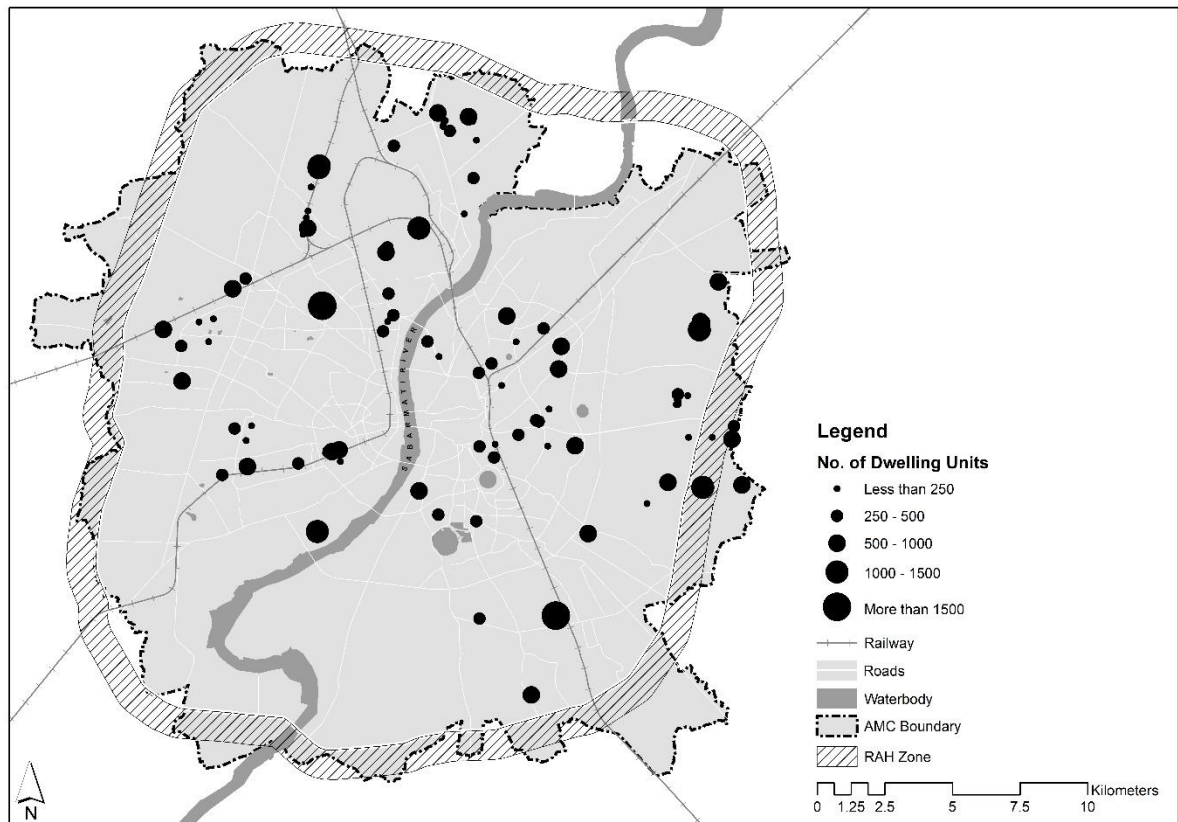 SABARMATI RIVER
Legend
No. of Dwelling Units
Less than 250
250 - 500
500 - 1000
1000 - 1500
More than 1500
Railway
Roads
Waterbody
AMC Boundary
RAH Zone
Kilometers
0 1.25 2.5 5 7.5 10
N